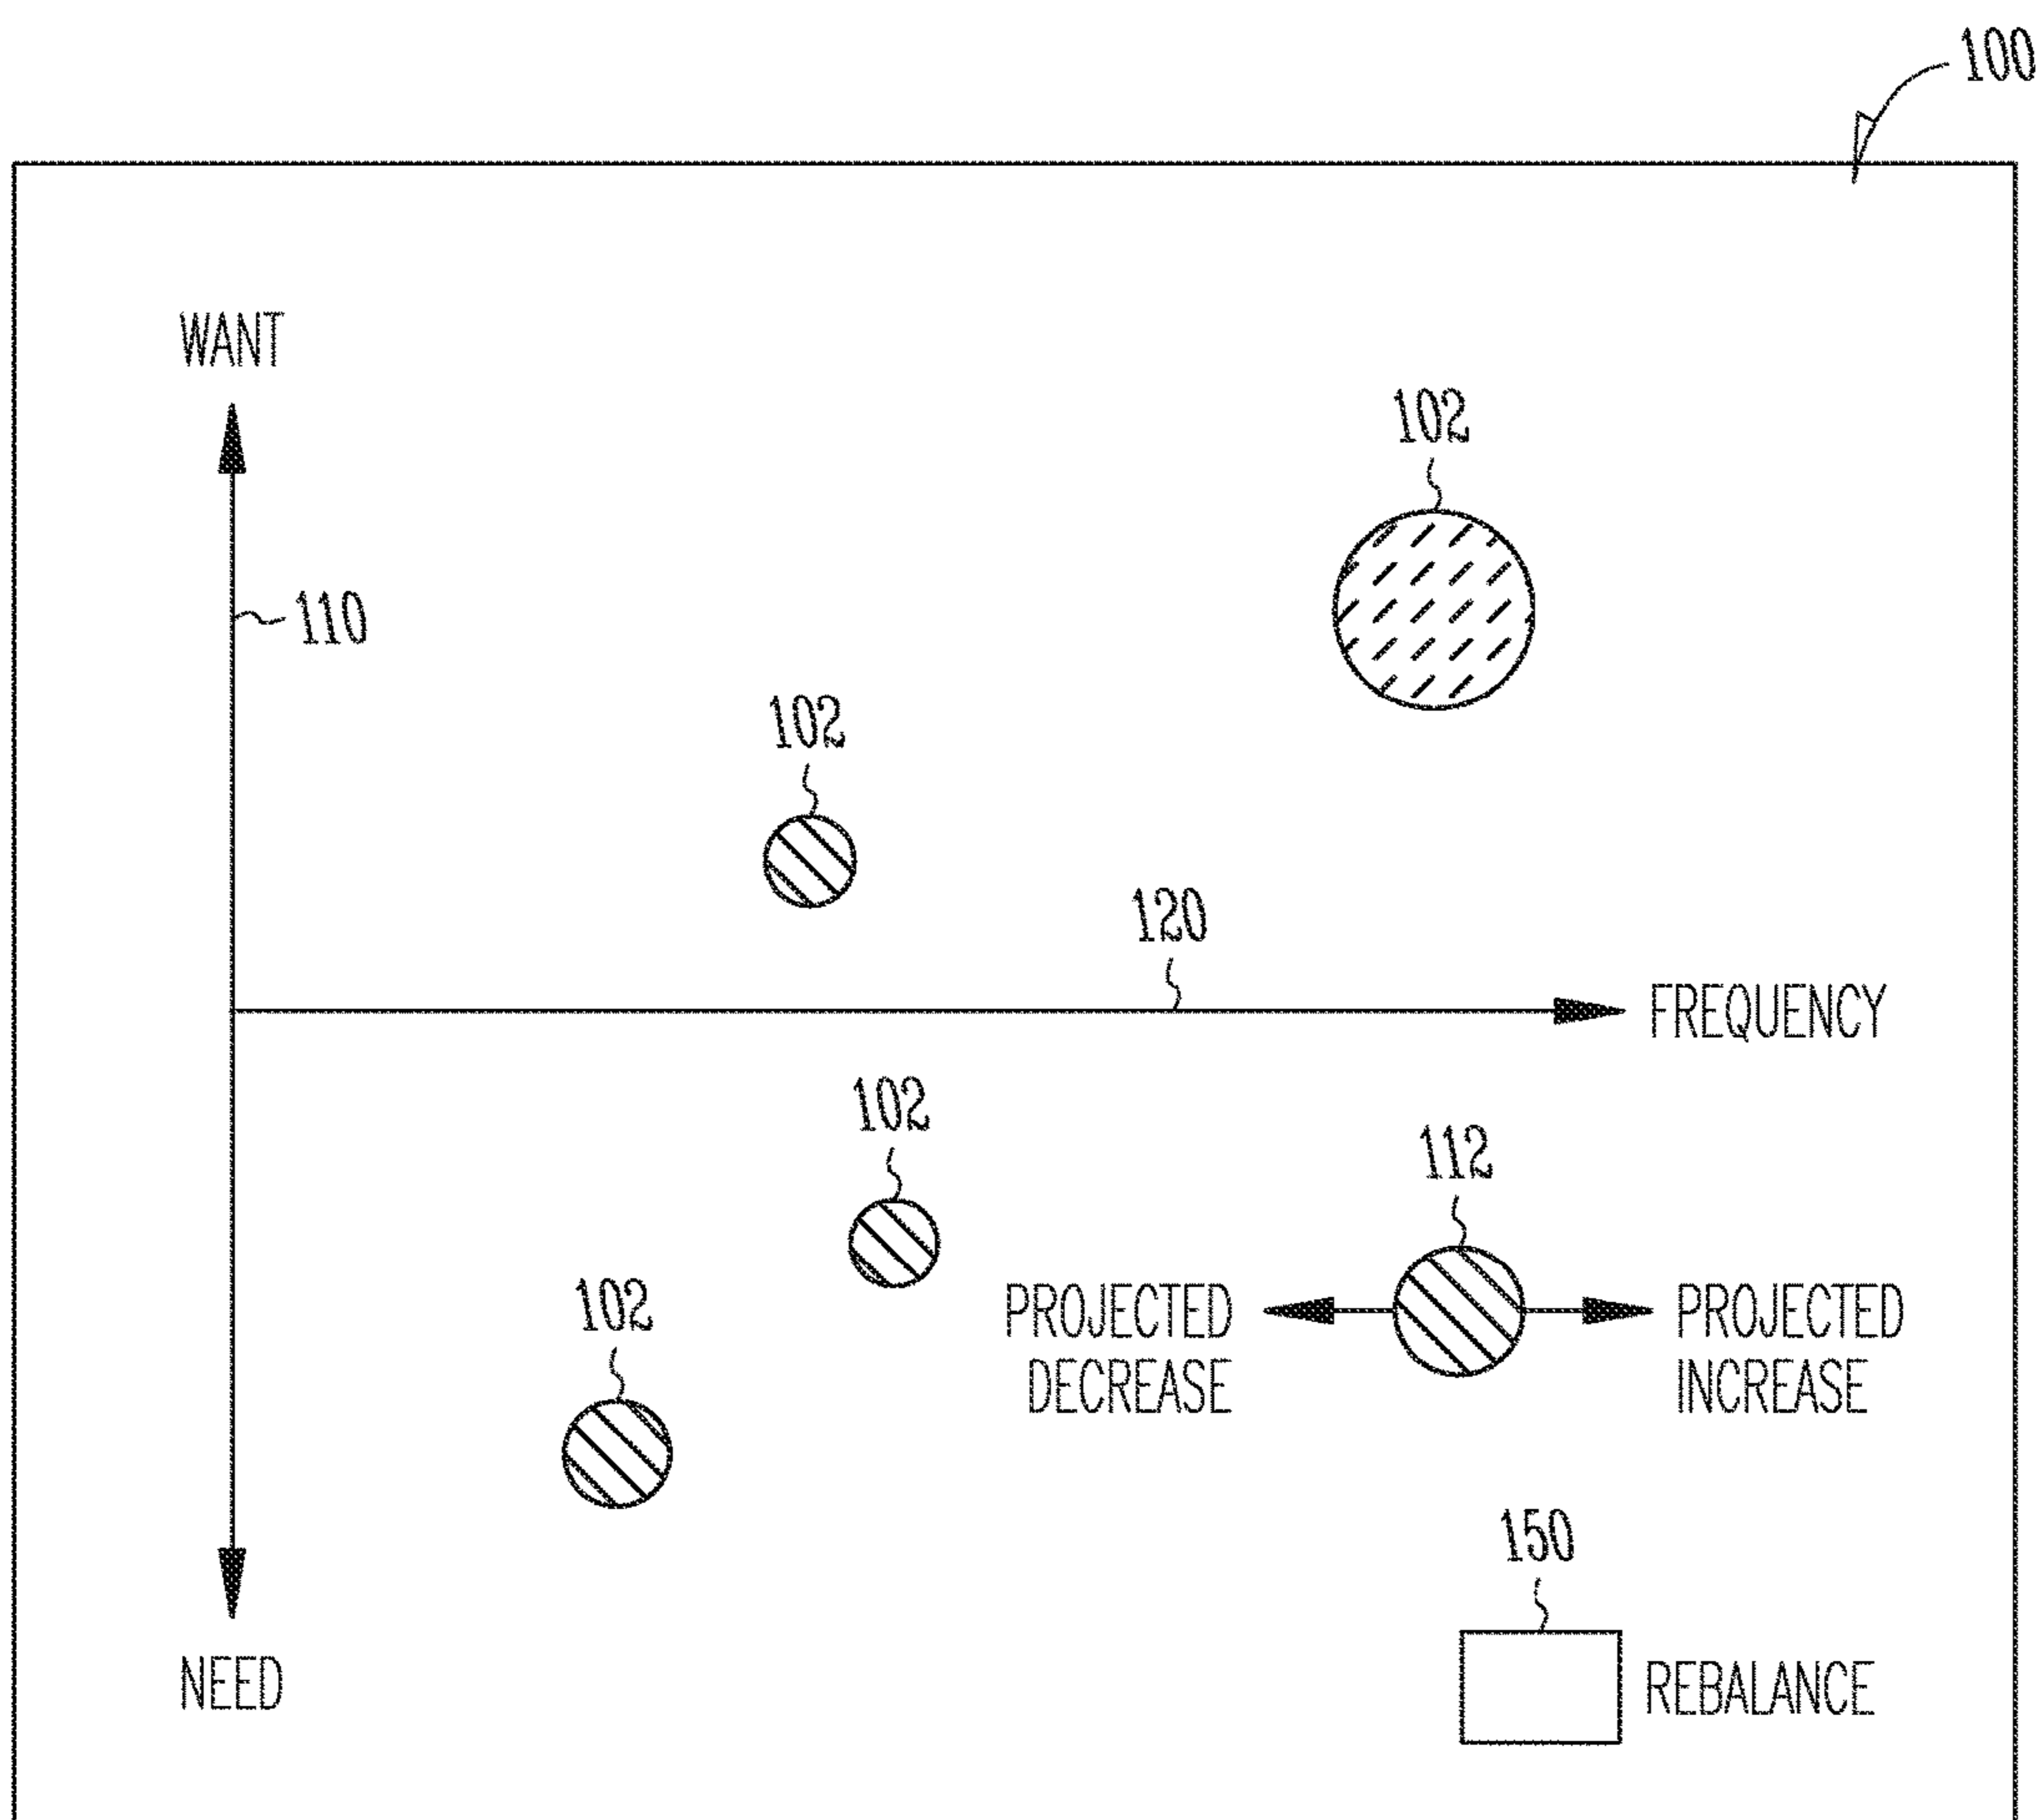 100
WANT
102
110
102
120
FREQUENCY
102
112
102
PROJECTED
DECREASE
PROJECTED
INCREASE
150
NEED
REBALANCE